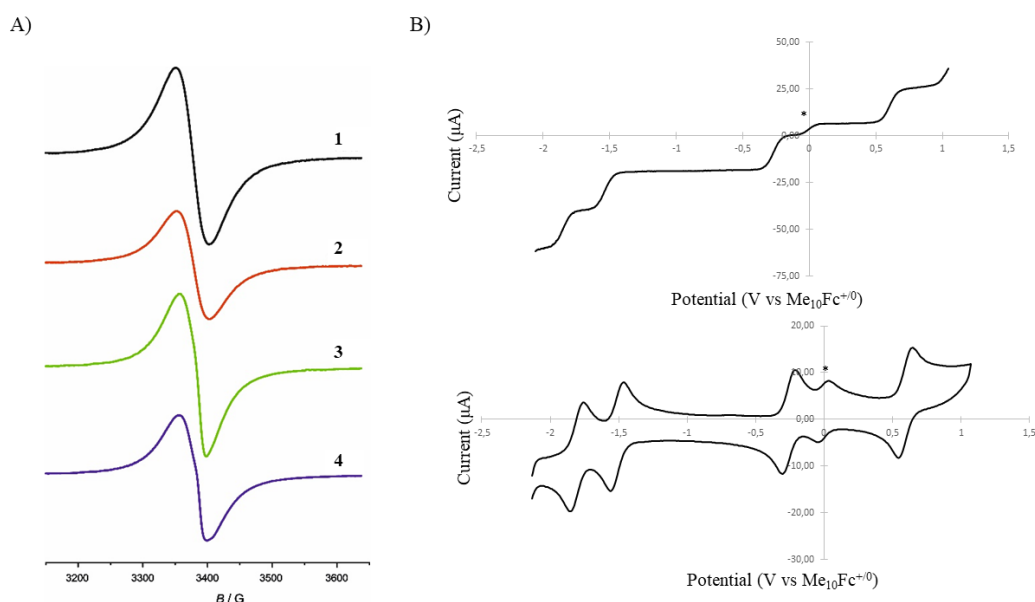 A)
1
2
3
4
3200 3300 3400 3500 3600
B / G
B)
50,00
25,00
*
0,00
-2,5 -2 -1,5 -1 -0,5 0 0,5 1 1,5
-25,00
-50,00
-75,00
Current (μA)
Potential (V vs Me₁₀Fc⁺/⁰)
20,00
*
10,00
0,00
-2,5 -2 -1,5 -1 -0,5 0 0,5 1 1,5
-10,00
-20,00
-30,00
Current (μA)
Potential (V vs Me₁₀Fc⁺/⁰)